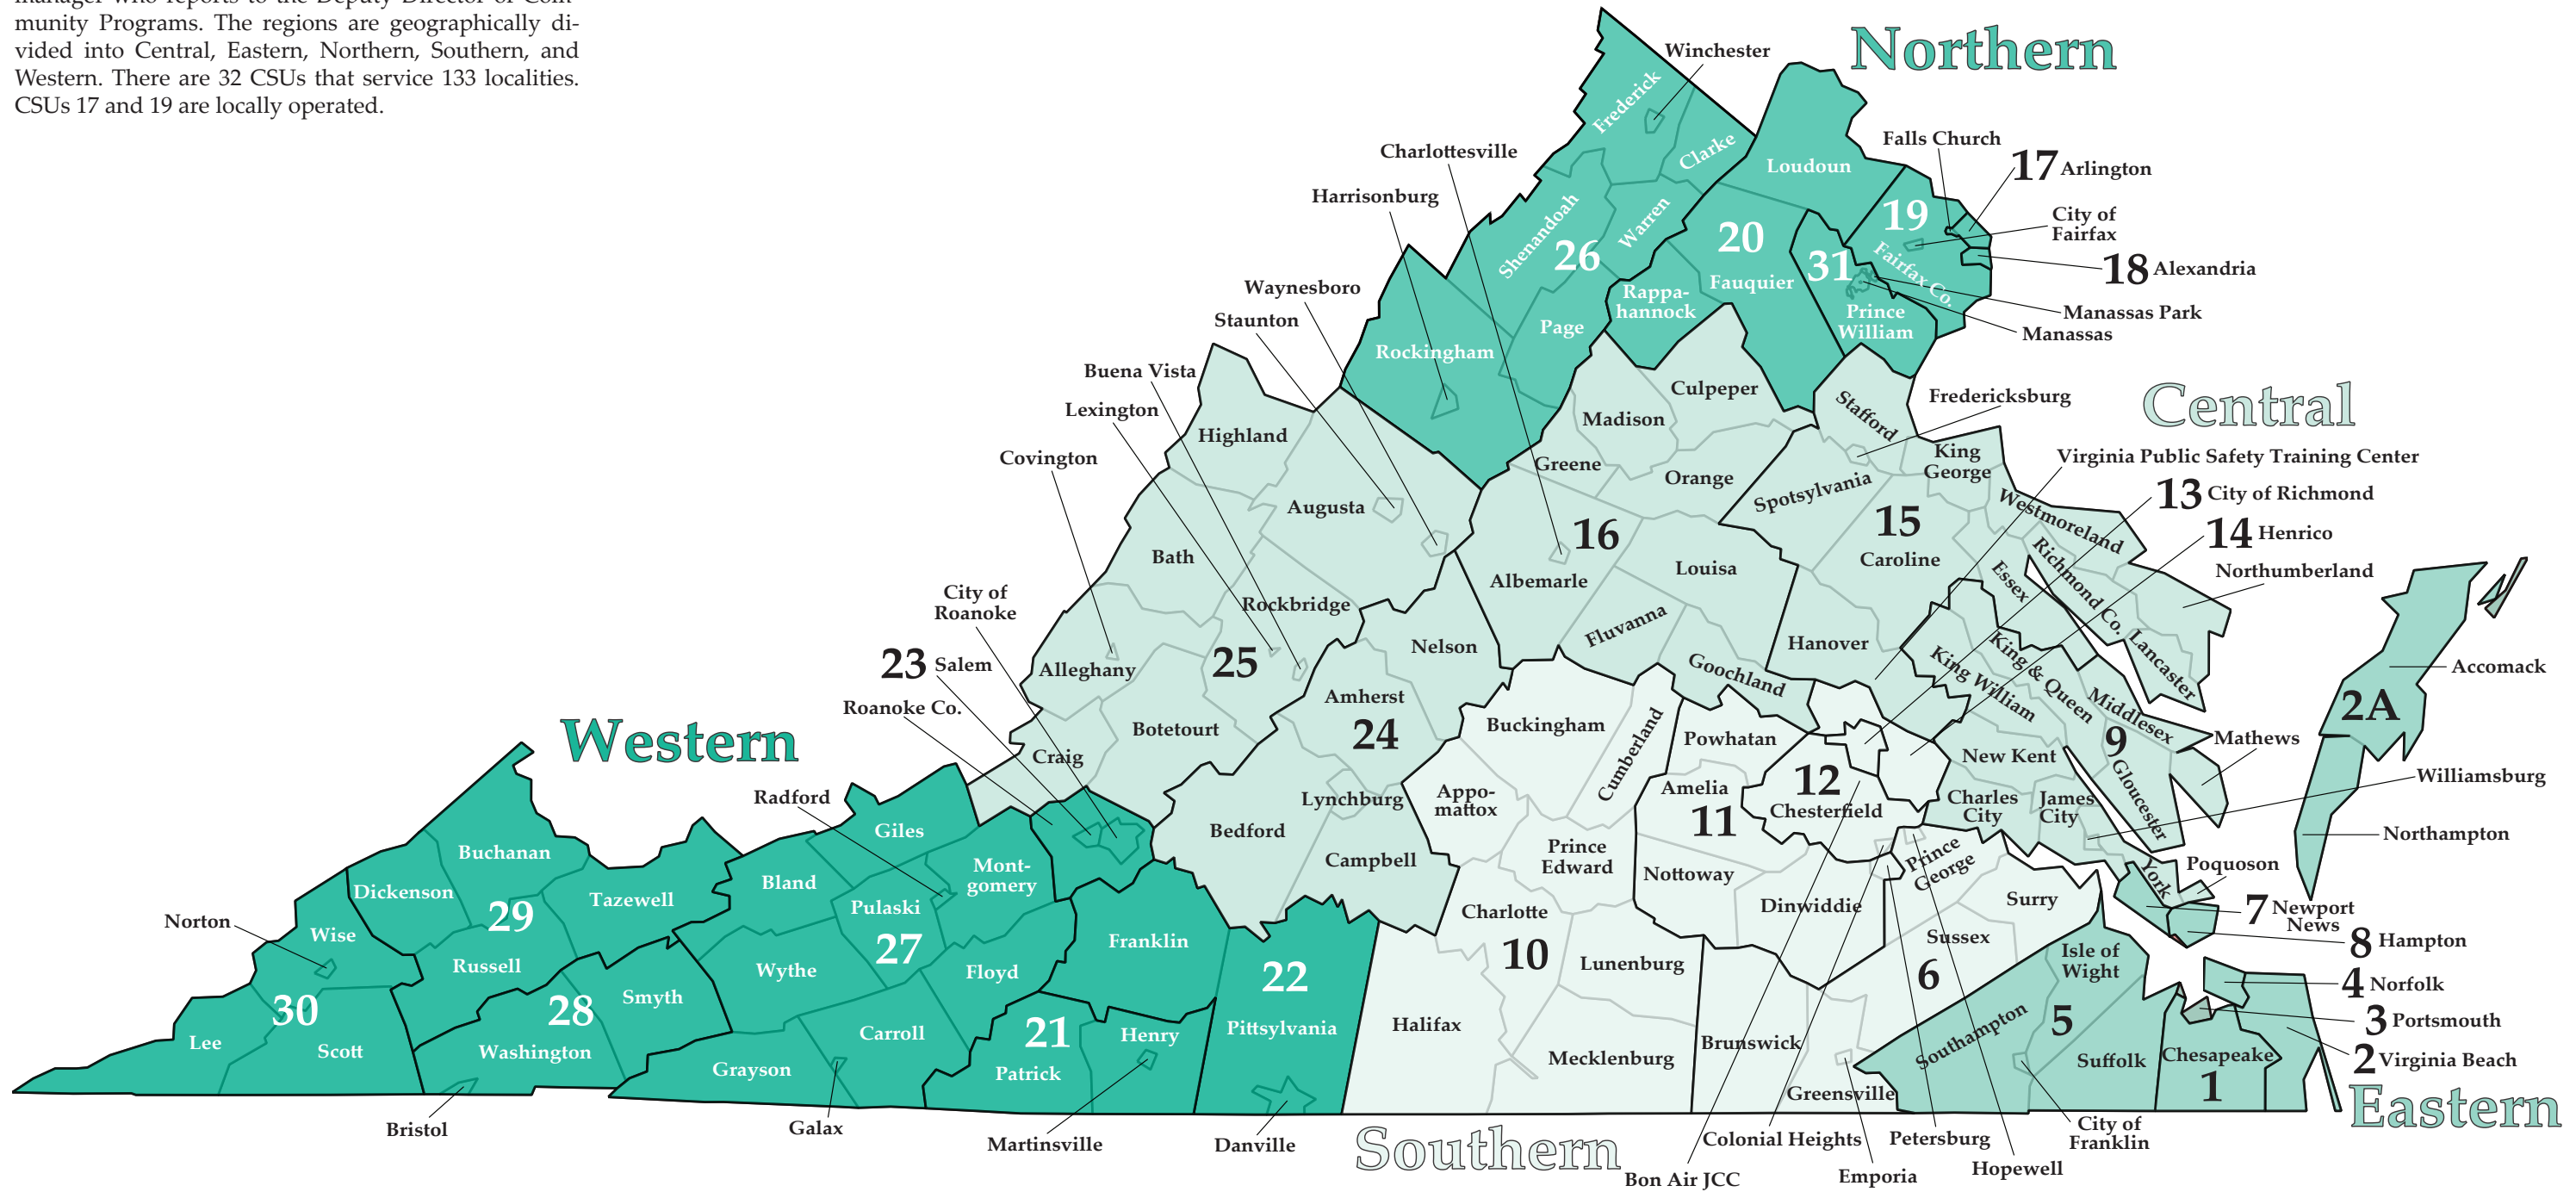 munity Programs. The regions are geographically di-
vided into Central, Eastern, Northern, Southern, and
Western. There are 32 CSUs that service 133 localities.
CSUs 17 and 19 are locally operated.
Northern
Winchester
Frederick
Clarke
Loudoun
Falls Church
17 Arlington
Charlottesville
Harrisonburg
19
City of
Fairfax
Shenandoah
Warren
26
20
Fauquier
31
Fairfax Co.
18 Alexandria
Waynesboro
Staunton
Rappa-
hannock
Page
Prince
William
Manassas Park
Manassas
Rockingham
Buena Vista
Lexington
Culpeper
Madison
Stafford
Fredericksburg
Central
Highland
Covington
Greene
Orange
King
George
Virginia Public Safety Training Center
13 City of Richmond
14 Henrico
Augusta
Spotsylvania
Westmoreland
16
15
Bath
Albemarle
Louisa
Caroline
Essex
Richmond Co.
Northumberland
City of
Roanoke
Rockbridge
Fluvanna
Hanover
Nelson
Lancaster
23 Salem
Alleghany
25
Goochland
King William
King & Queen
Accomack
Roanoke Co.
Amherst
Middlesex
2A
Western
Botetourt
24
Buckingham
Cumberland
Powhatan
9
Mathews
Craig
New Kent
Williamsburg
Radford
Lynchburg
Appo-
mattox
Amelia
12
Chesterfield
Charles
City
James
City
Gloucester
Giles
Bedford
11
Northampton
Buchanan
Mont-
gomery
Campbell
Prince
Edward
Prince
George
York
Poquoson
Dickenson
Bland
Nottoway
Tazewell
Pulaski
Surry
29
Charlotte
Dinwiddie
7 Newport
News
Norton
Wise
27
Franklin
10
Sussex
8 Hampton
Russell
Wythe
Floyd
22
Lunenburg
6
Isle of
Wight
4 Norfolk
30
28
Smyth
Carroll
21
Henry
Pittsylvania
Halifax
5
3 Portsmouth
Lee
Scott
Washington
Grayson
Patrick
Mecklenburg
Brunswick
Southampton
Suffolk
Chesapeake
1
2 Virginia Beach
Greensville
Eastern
Bristol
Galax
Martinsville
Danville
Southern
Colonial Heights
Petersburg
City of
Franklin
Bon Air JCC
Emporia
Hopewell